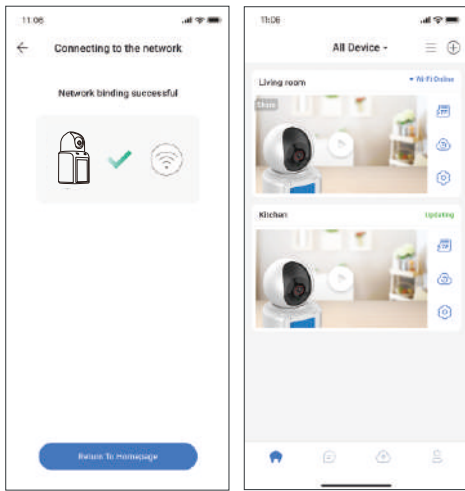 11:06
Connecting to the network
Network binding successful
Return To Homepage
11:06
All Device
Living room
Wi-Fi Online
Share
Kitchen
Updating